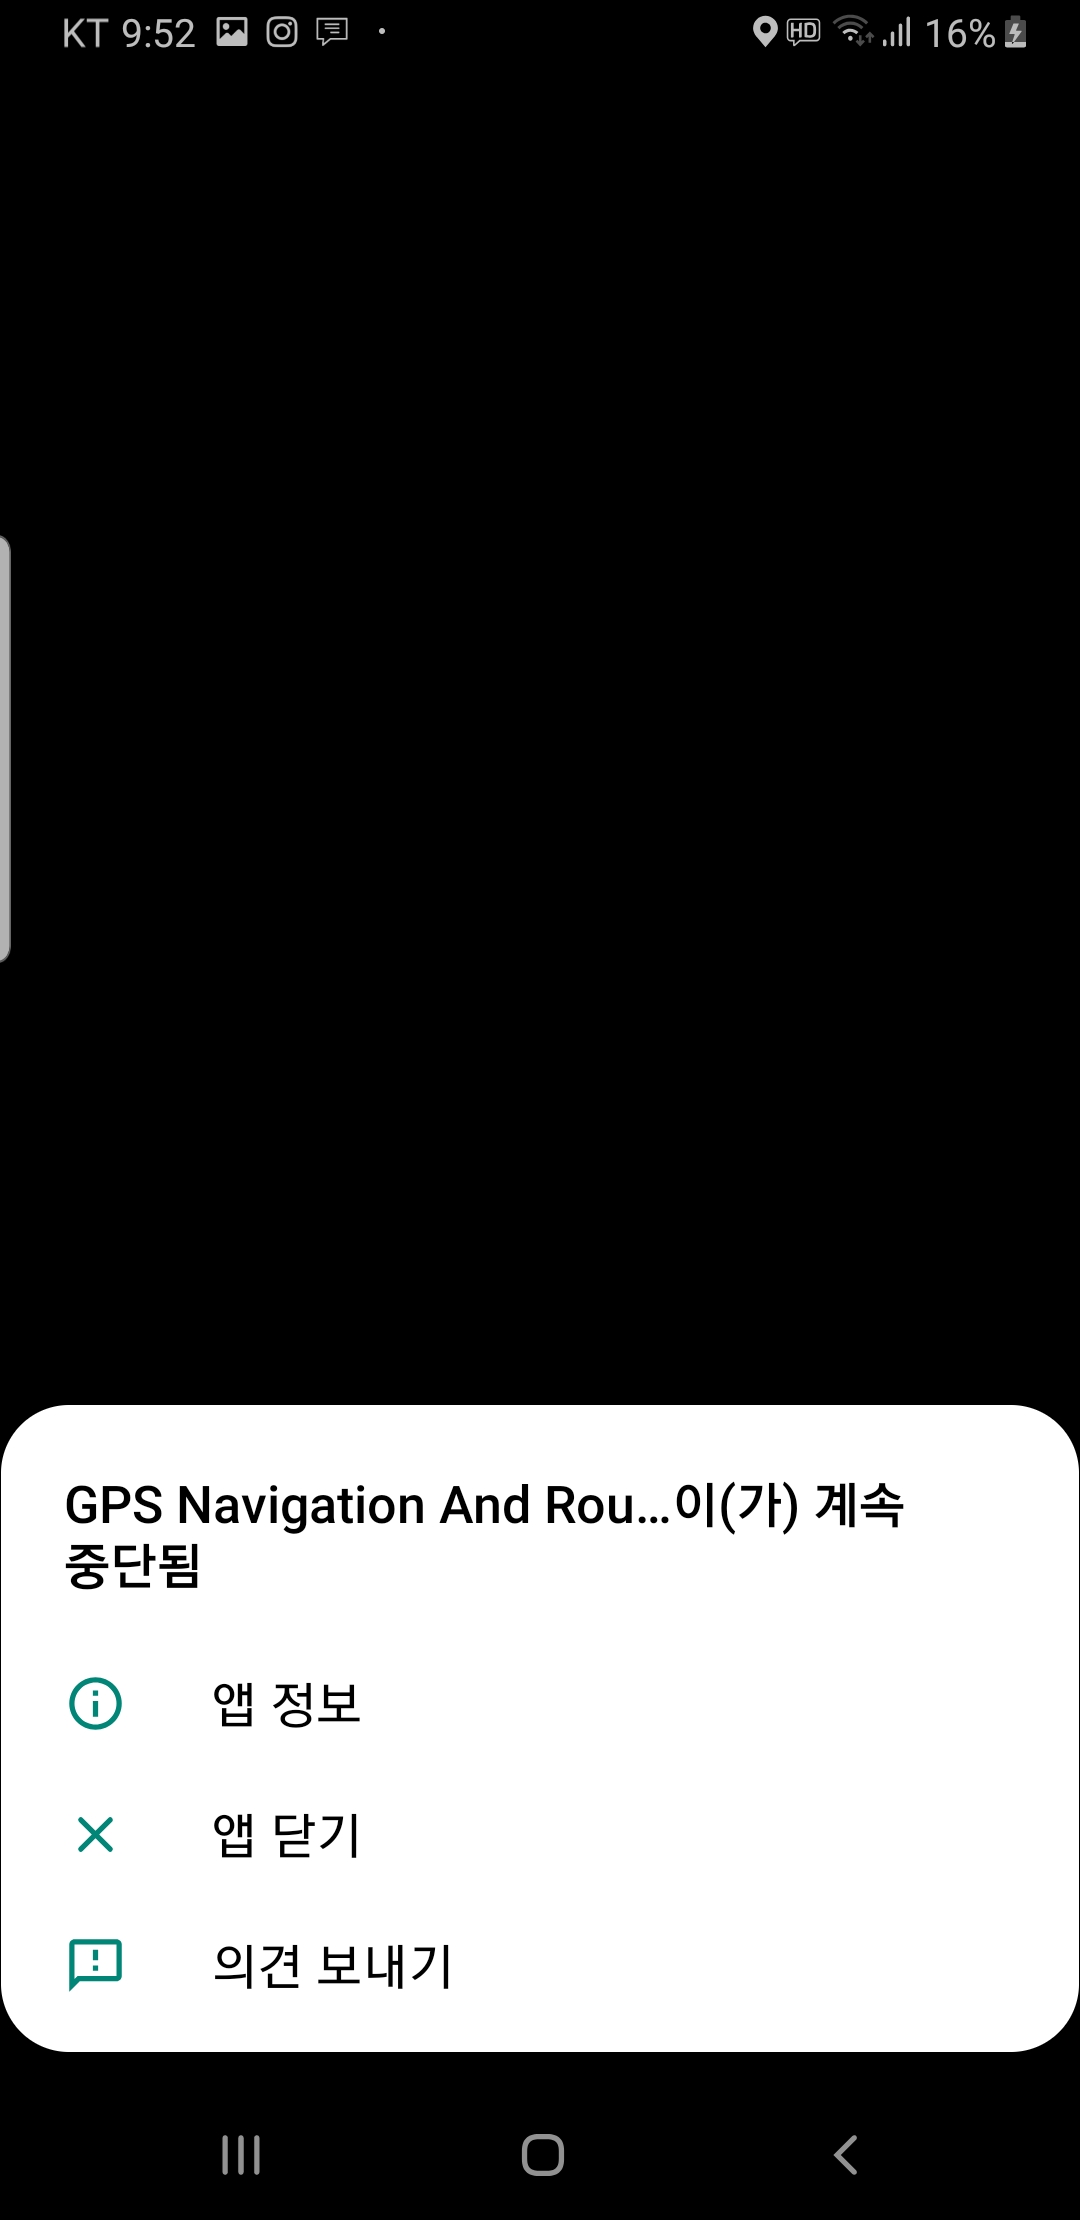 KT 9:52 HD 16%
GPS Navigation And Rou...이(가) 계속
중단됨
앱 정보
앱 닫기
의견 보내기